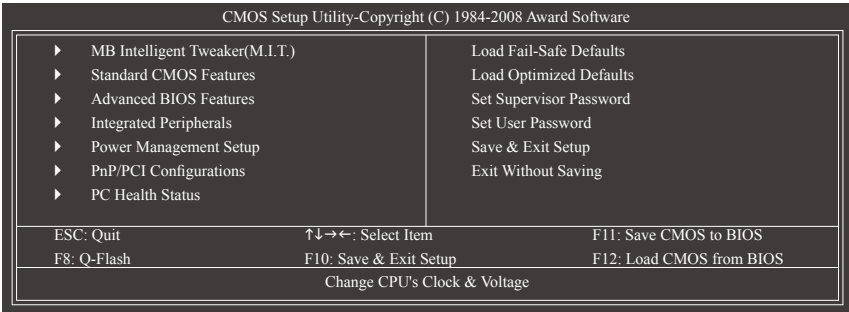 CMOS Setup Utility-Copyright (C) 1984-2008 Award Software
MB Intelligent Tweaker(M.I.T.)
Standard CMOS Features
Advanced BIOS Features
Integrated Peripherals
Power Management Setup
PnP/PCI Configurations
PC Health Status
Load Fail-Safe Defaults
Load Optimized Defaults
Set Supervisor Password
Set User Password
Save & Exit Setup
Exit Without Saving
ESC: Quit ↑↓→←: Select Item F11: Save CMOS to BIOS
F8: Q-Flash F10: Save & Exit Setup F12: Load CMOS from BIOS
Change CPU's Clock & Voltage